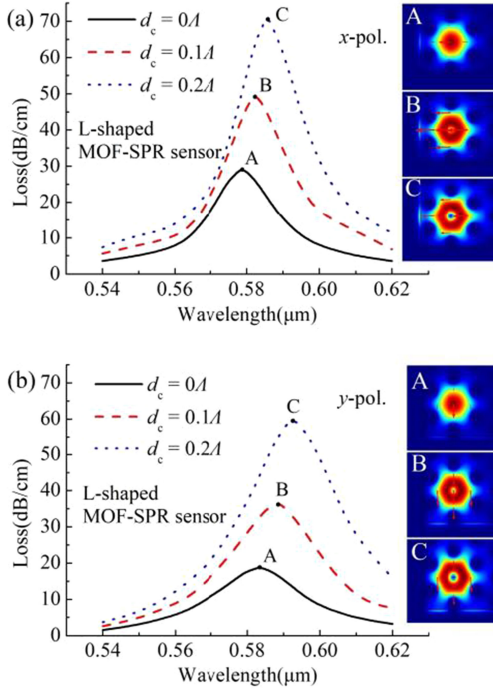 (a)
70
60
50
40
30
20
10
0
Loss(dB/cm)
d_c = 0Λ
d_c = 0.1Λ
d_c = 0.2Λ
L-shaped
MOF-SPR sensor
x-pol.
C
B
A
A
B
C
0.54 0.56 0.58 0.60 0.62
Wavelength(μm)
(b)
70
60
50
40
30
20
10
0
Loss(dB/cm)
d_c = 0Λ
d_c = 0.1Λ
d_c = 0.2Λ
L-shaped
MOF-SPR sensor
y-pol.
C
B
A
A
B
C
0.54 0.56 0.58 0.60 0.62
Wavelength(μm)